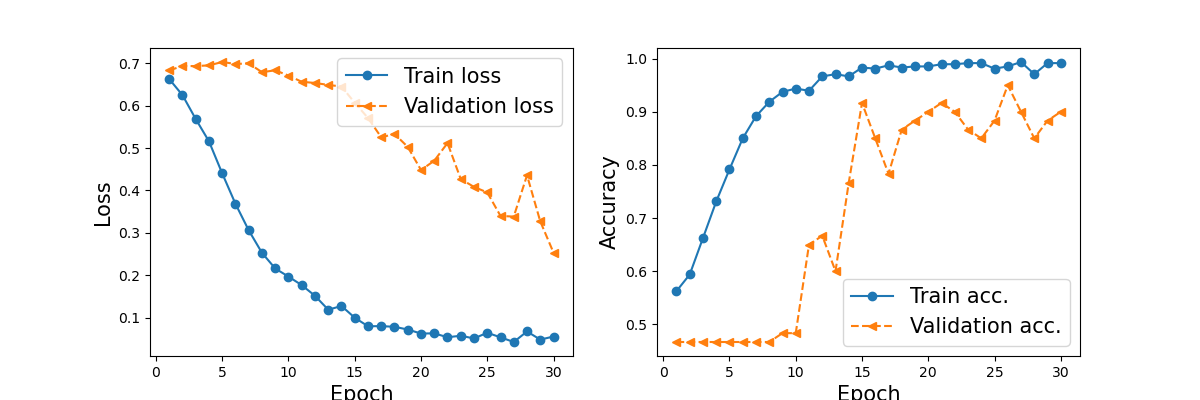 0.7
0.6
0.5
0.4
0.3
0.2
0.1
0 5 10 15 20 25 30
Loss
Epoch
Train loss
Validation loss
1.0
0.9
0.8
0.7
0.6
0.5
0 5 10 15 20 25 30
Accuracy
Epoch
Train acc.
Validation acc.